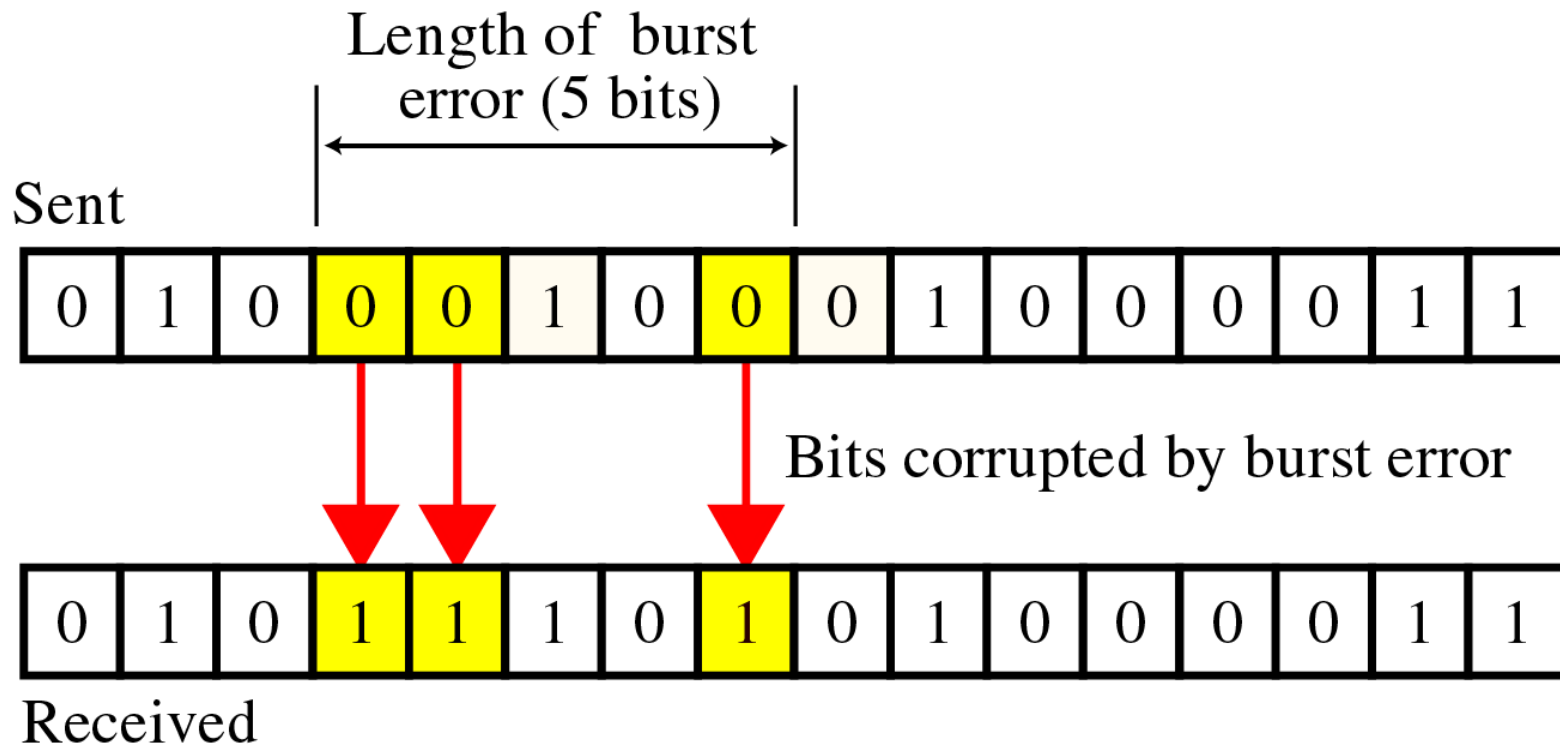 Length of burst
error (5 bits)
Sent
0 1 0 0 0 1 0 0 0 1 0 0 0 0 1 1
Bits corrupted by burst error
0 1 0 1 1 1 0 1 0 1 0 0 0 0 1 1
Received